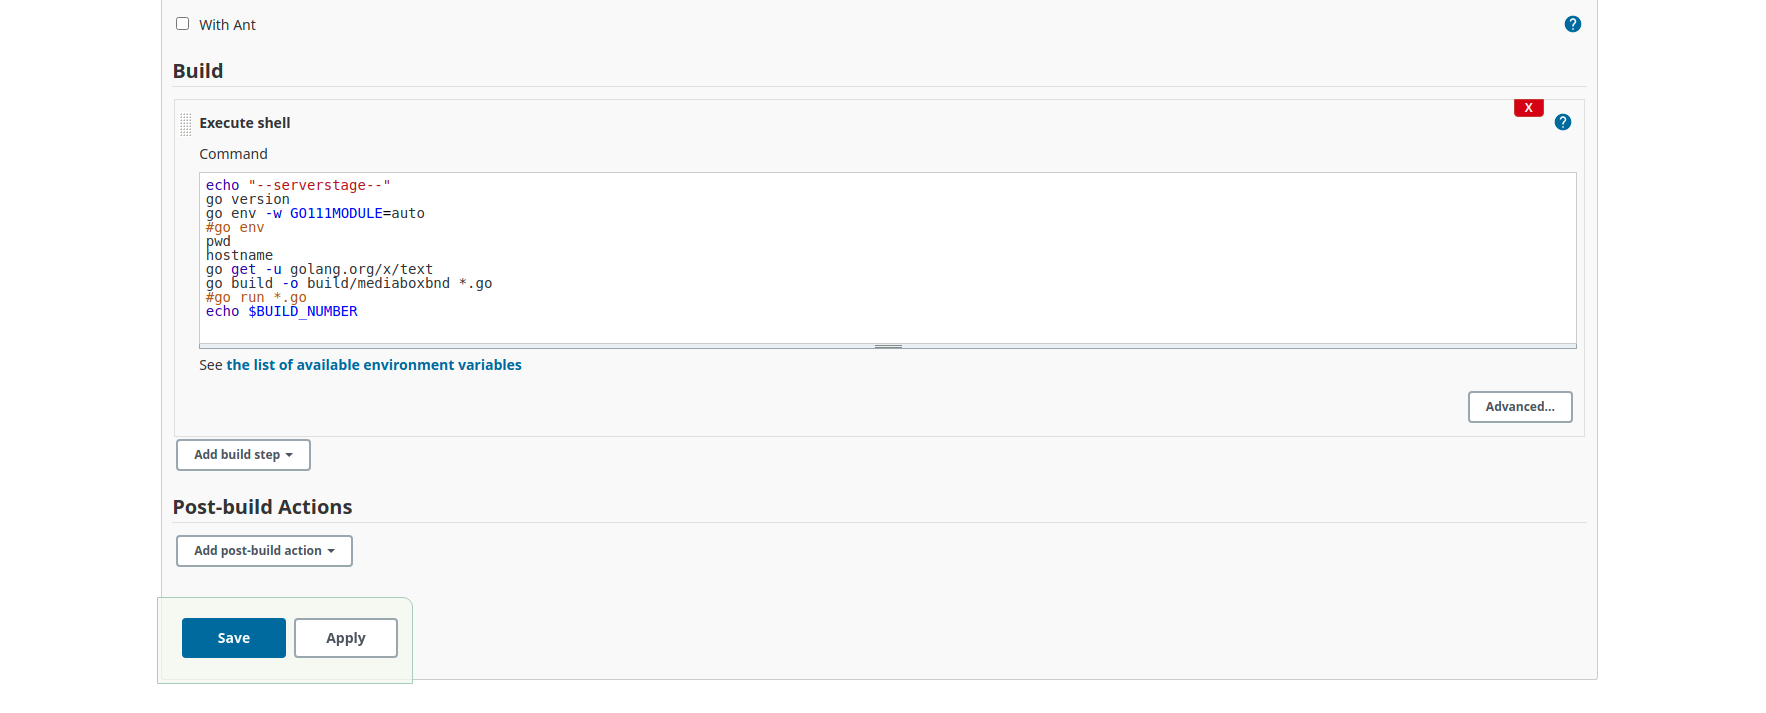 With Ant
?
Build
X
Execute shell
?
Command
echo "--serverstage--"
go version
go env -w GO111MODULE=auto
#go env
pwd
hostname
go get -u golang.org/x/text
go build -o build/mediaboxbnd *.go
#go run *.go
echo $BUILD_NUMBER
See the list of available environment variables
Advanced...
Add build step
Post-build Actions
Add post-build action
Save Apply